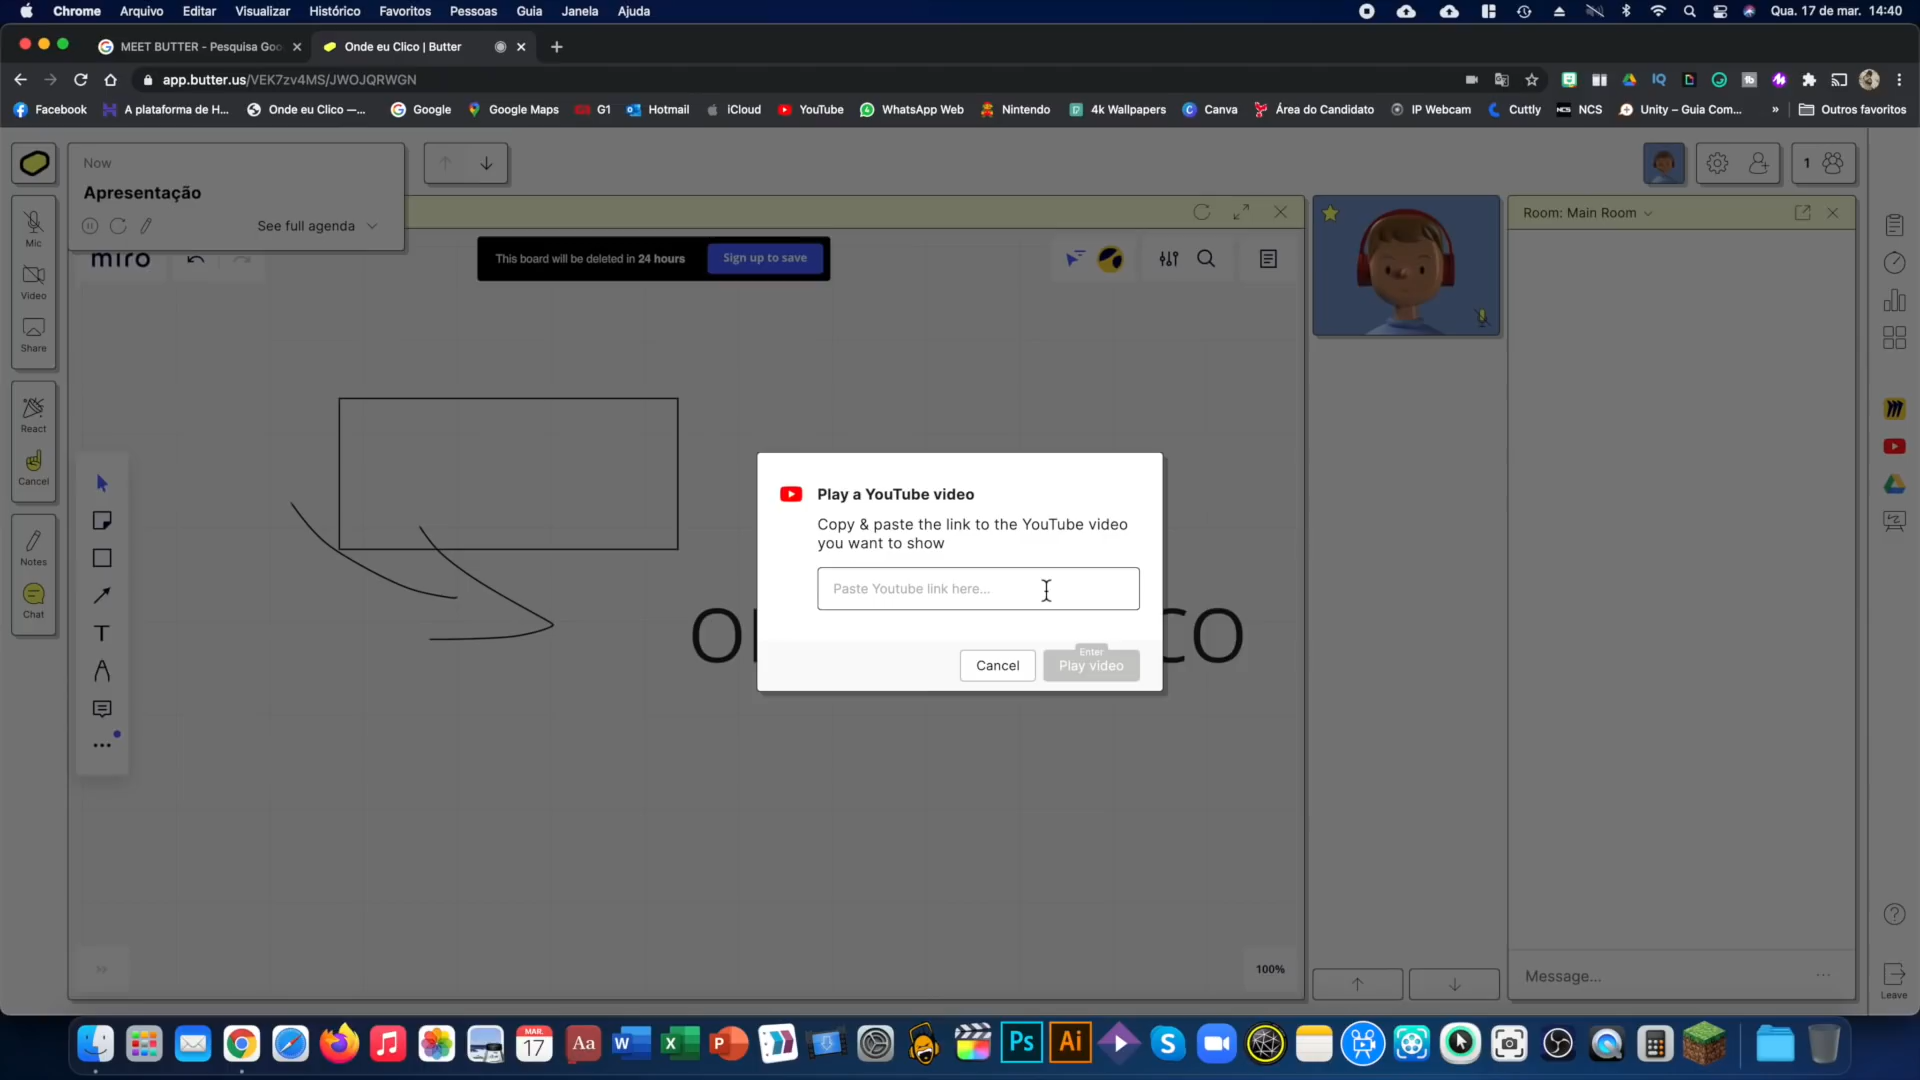 Chrome Arquivo Editar Visualizar Histórico Favoritos Pessoas Guia Janela Ajuda
Qua. 17 de mar. 14:40
MEET BUTTER - Pesquisa Goo
Onde eu Clico | Butter
app.butter.us/VEK7zv4MS/JWOJQRWGN
Facebook A plataforma de H... Onde eu Clico —... Google Google Maps G1 Hotmail iCloud YouTube WhatsApp Web Nintendo 4k Wallpapers Canva Área do Candidato IP Webcam Cuttly NCS Unity – Guia Com... » Outros favoritos
Now
Apresentação
See full agenda
1
Room: Main Room
Mic
Video
Share
React
Cancel
Notes
Chat
miro
This board will be deleted in 24 hours
Sign up to save
Play a YouTube video
Copy & paste the link to the YouTube video
you want to show
Paste Youtube link here...
Cancel
Enter
Play video
100%
Message...
Leave
MAR.
17
Aa
W
X
P
Ps
Ai
S